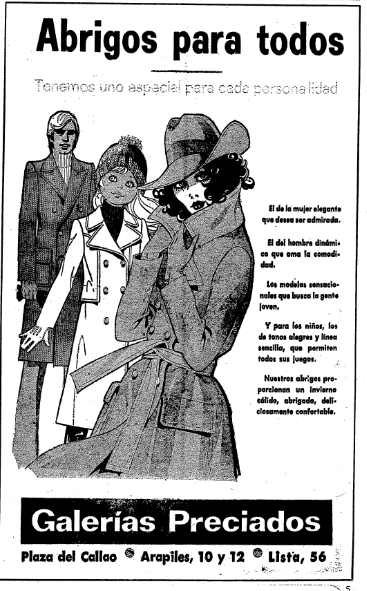 Abrigos para todos
Tenemos uno especial para cada personalidad
El de la mujer elegante
que desea ser admirada.
El del hombre dinámi-
co que ama la comodi-
dad.
Los modelos sensacio-
nales que busca la gente
joven.
Y para los niños, los
de tonos alegres y línea
sencilla, que permiten
todos sus juegos.
Nuestros abrigos pro-
porcionan un invierno
cálido, abrigado, deli-
ciosamente confortable.
Galerías Preciados
Plaza del Callao Arapiles, 10 y 12 Lista, 56
5